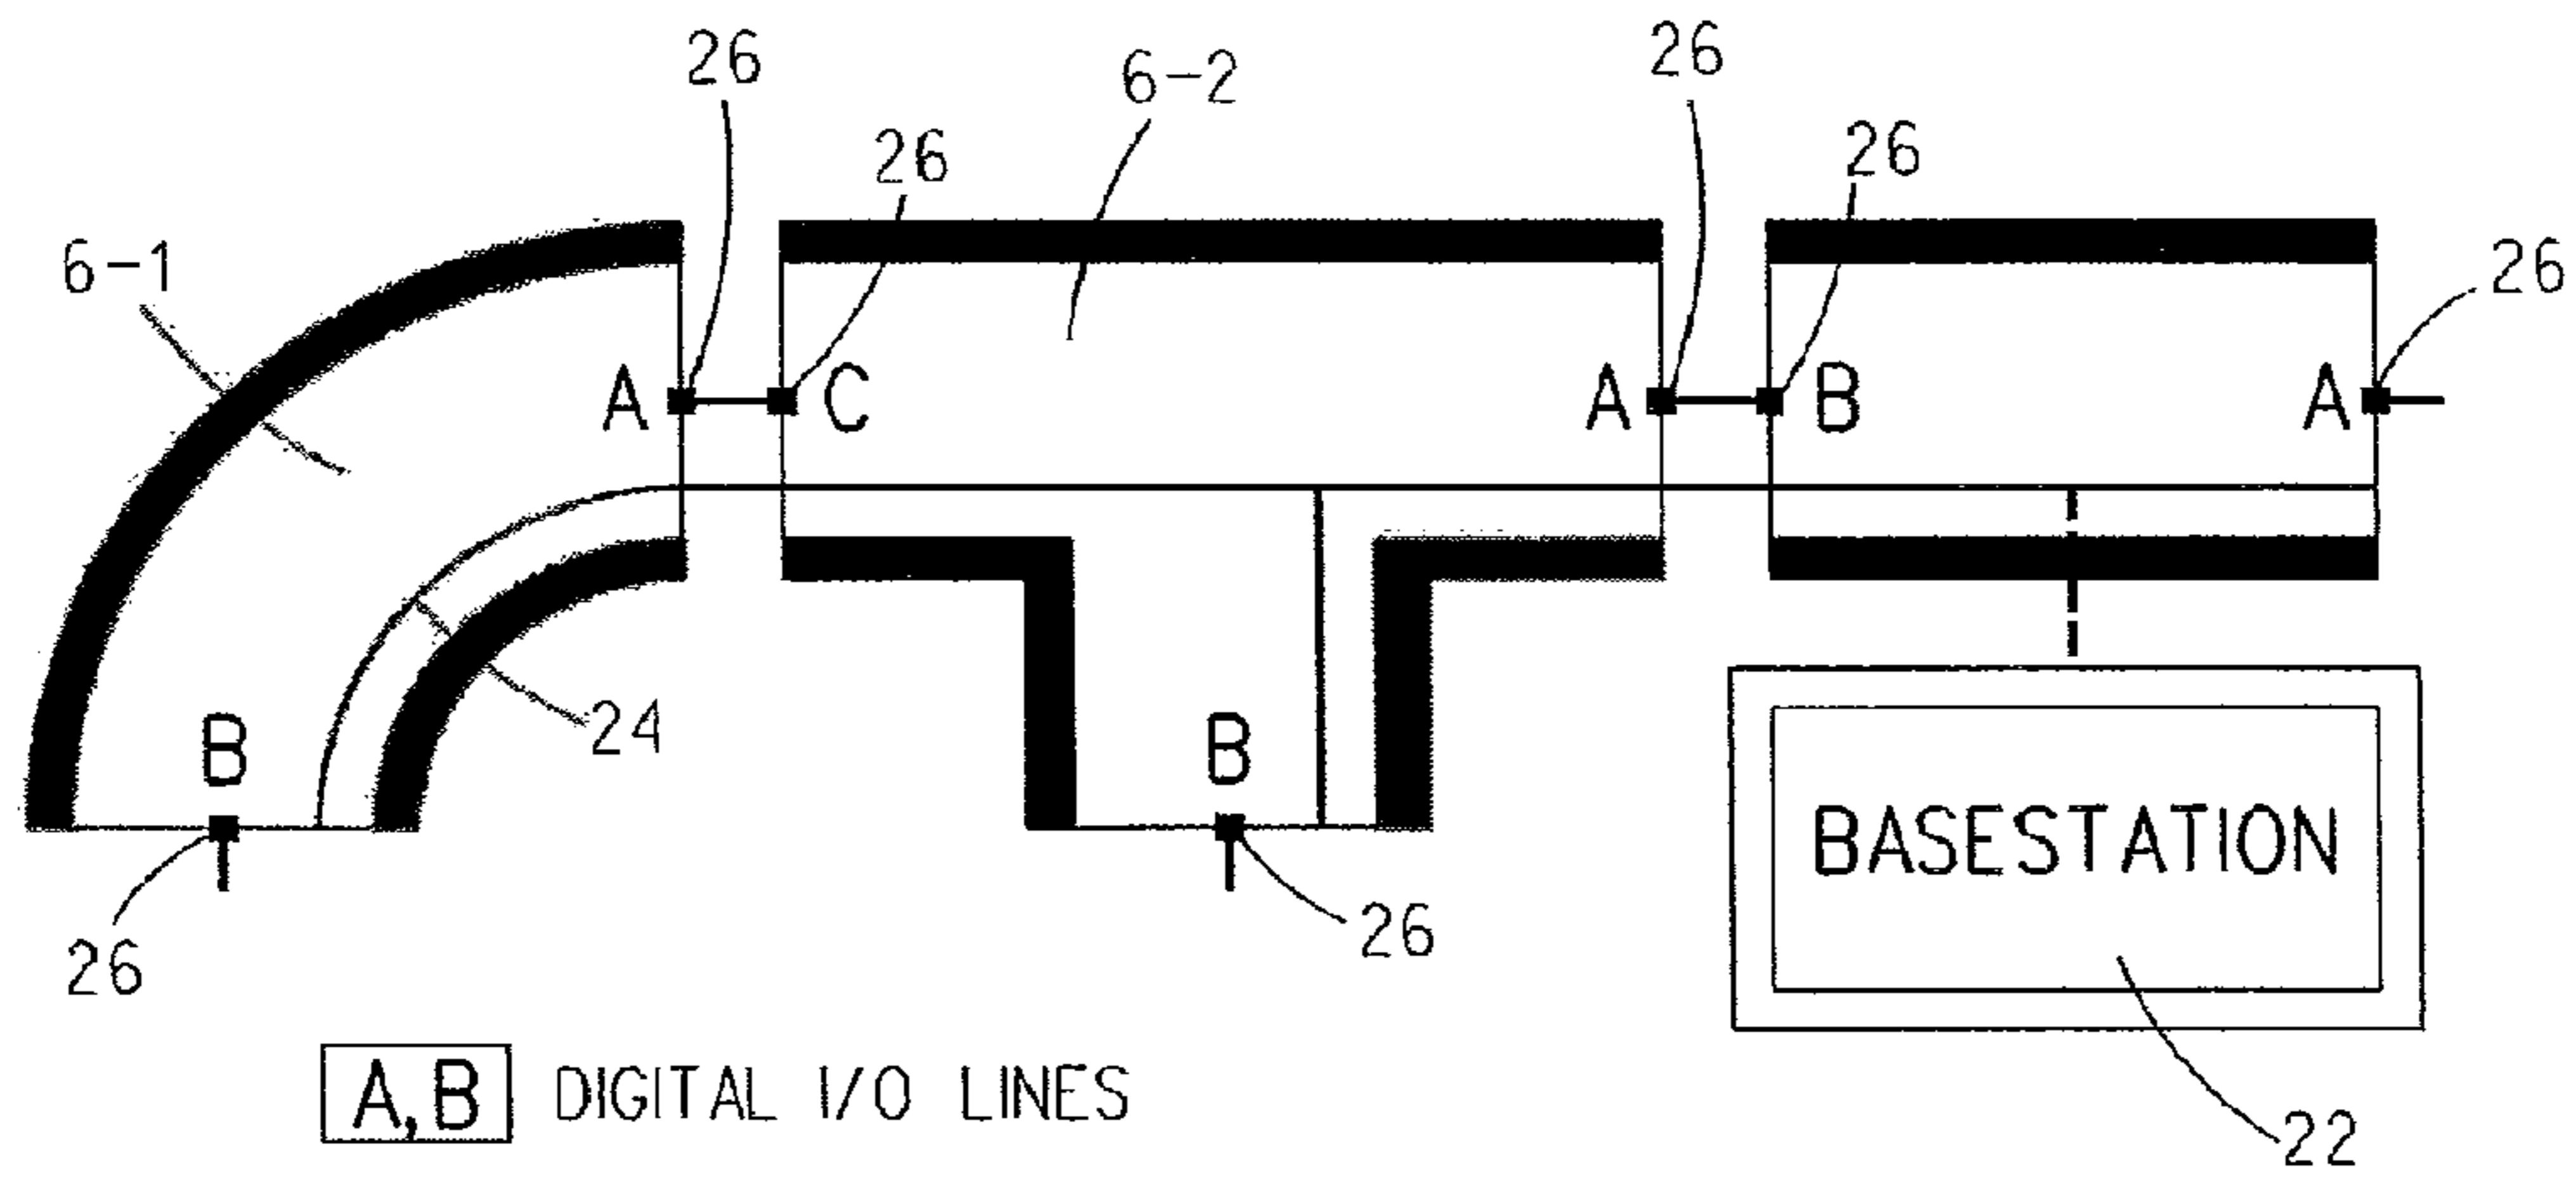 26
26
6-2
26
26
6-1
26
A
C
A
B
A
24
B
B
BASESTATION
26
26
A,B DIGITAL I/O LINES
22